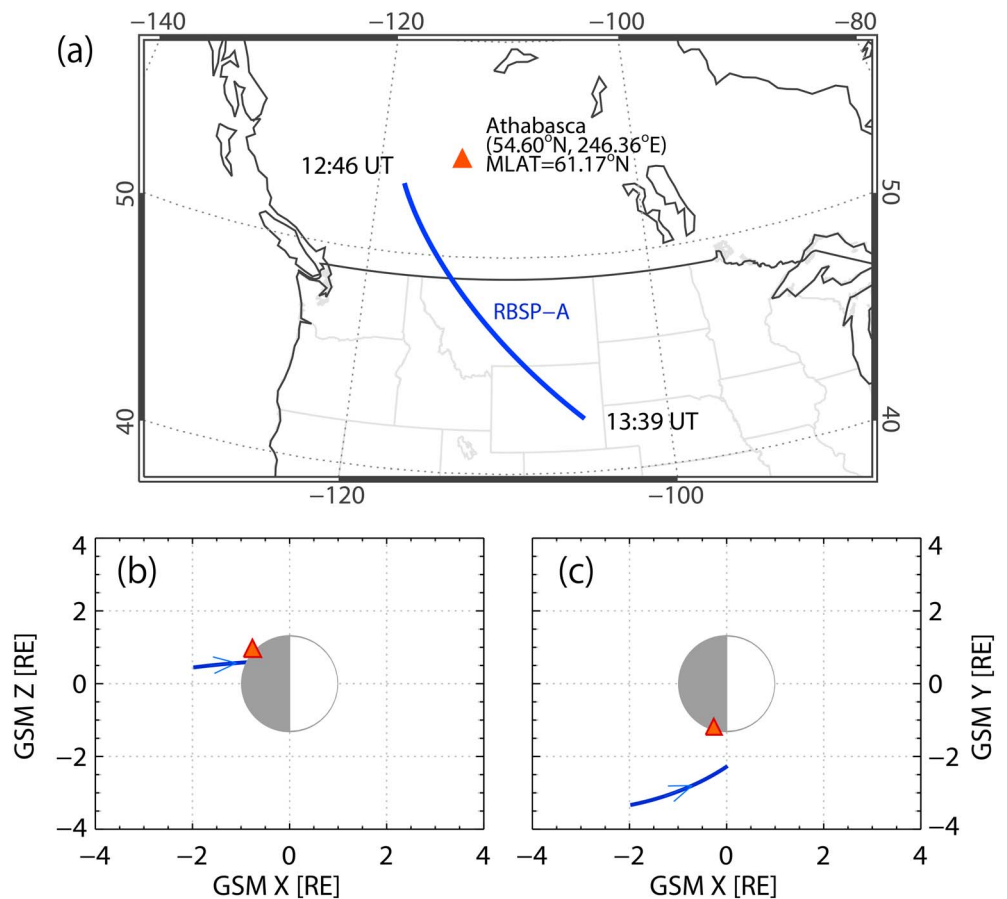 (a)
−140
−120
−100
−80
Athabasca
(54.60°N, 246.36°E)
MLAT=61.17°N
12:46 UT
50
50
RBSP−A
13:39 UT
40
40
−120
−100
(b)
(c)
4
2
0
−2
−4
GSM Z [RE]
4
2
0
−2
−4
GSM Y [RE]
−4
−2
0
2
4
−4
−2
0
2
4
GSM X [RE]
GSM X [RE]